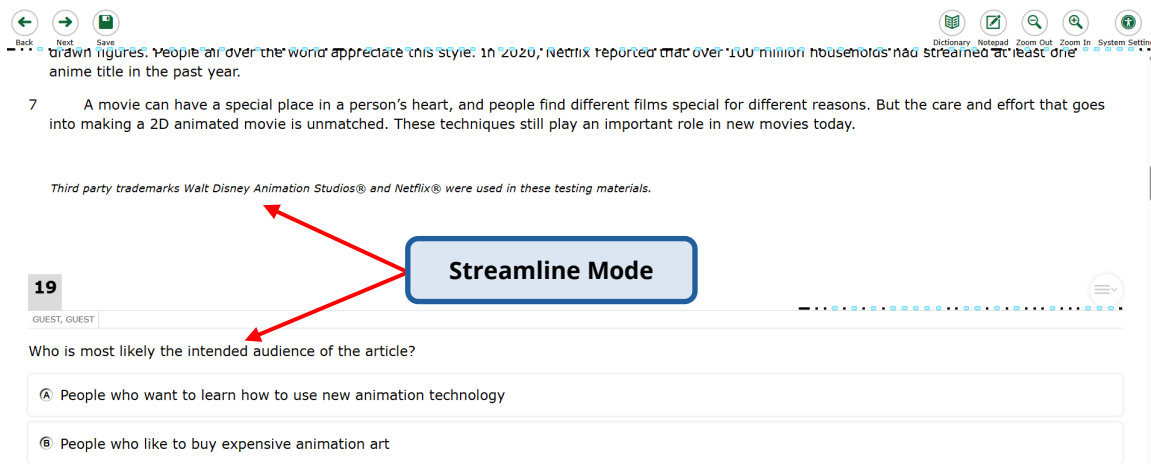 Back Next Save Dictionary Notepad Zoom Out Zoom In System Settin
drawn figures. People all over the world appreciate this style. In 2020, Netflix reported that over 100 million households had streamed at least one
anime title in the past year.
7 A movie can have a special place in a person’s heart, and people find different films special for different reasons. But the care and effort that goes
into making a 2D animated movie is unmatched. These techniques still play an important role in new movies today.
Third party trademarks Walt Disney Animation Studios® and Netflix® were used in these testing materials.
Streamline Mode
19
GUEST, GUEST
Who is most likely the intended audience of the article?
A People who want to learn how to use new animation technology
B People who like to buy expensive animation art